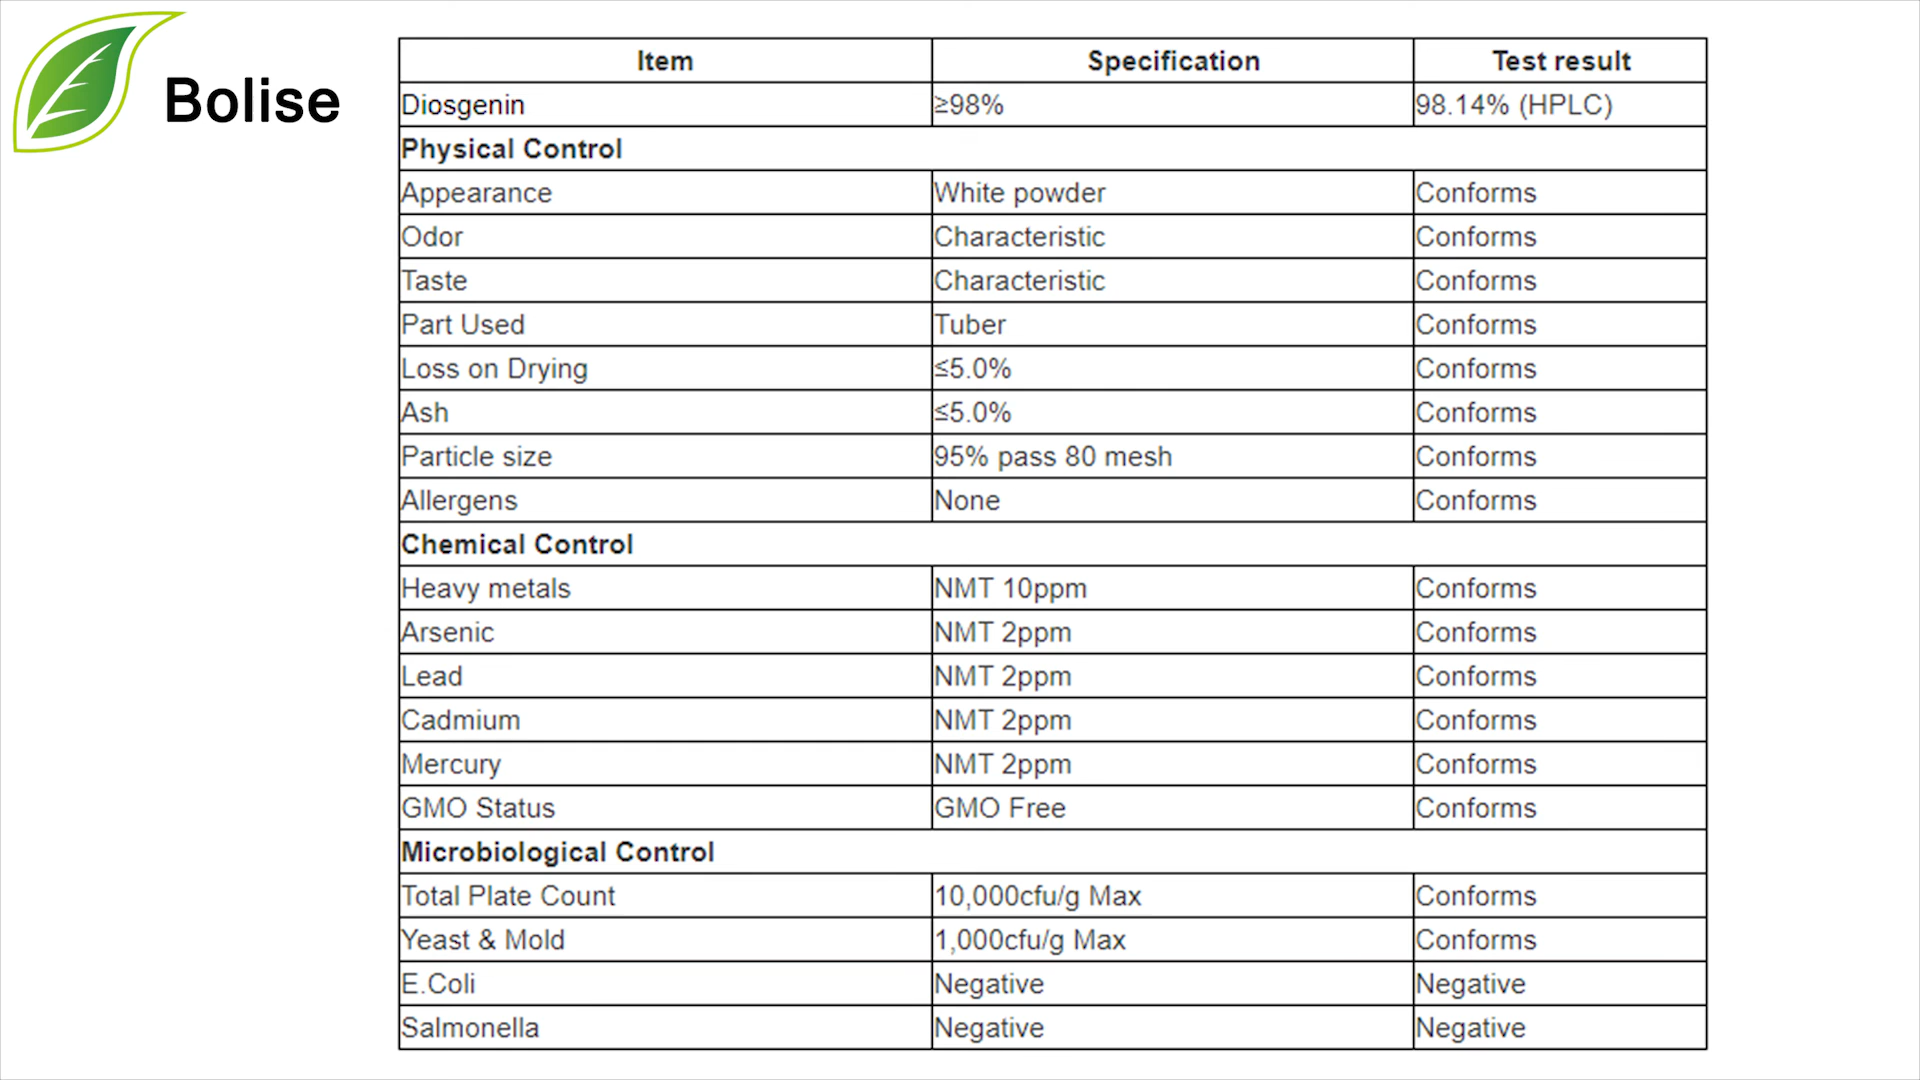 Bolise
Item Specification Test result
Diosgenin ≥98% 98.14% (HPLC)
Physical Control
Appearance White powder Conforms
Odor Characteristic Conforms
Taste Characteristic Conforms
Part Used Tuber Conforms
Loss on Drying ≤5.0% Conforms
Ash ≤5.0% Conforms
Particle size 95% pass 80 mesh Conforms
Allergens None Conforms
Chemical Control
Heavy metals NMT 10ppm Conforms
Arsenic NMT 2ppm Conforms
Lead NMT 2ppm Conforms
Cadmium NMT 2ppm Conforms
Mercury NMT 2ppm Conforms
GMO Status GMO Free Conforms
Microbiological Control
Total Plate Count 10,000cfu/g Max Conforms
Yeast & Mold 1,000cfu/g Max Conforms
E.Coli Negative Negative
Salmonella Negative Negative